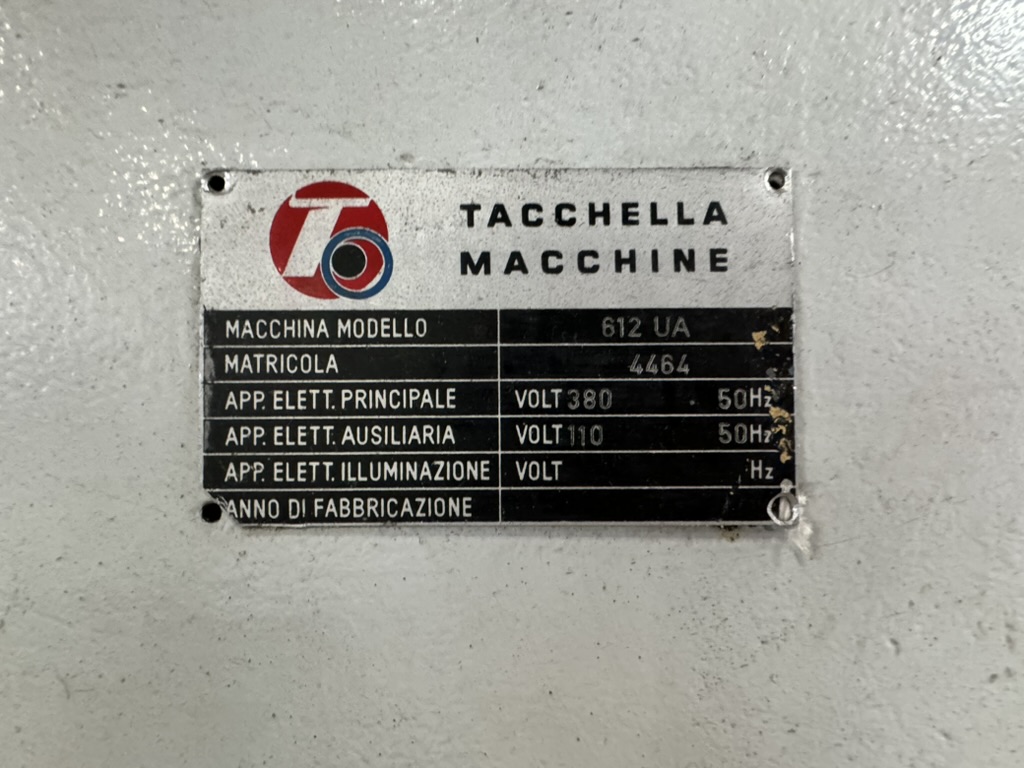 T
TACCHELLA
MACCHINE
MACCHINA MODELLO 612 UA
MATRICOLA 4464
APP. ELETT. PRINCIPALE VOLT 380 50Hz
APP. ELETT. AUSILIARIA VOLT 110 50Hz
APP. ELETT. ILLUMINAZIONE VOLT Hz
ANNO DI FABBRICAZIONE